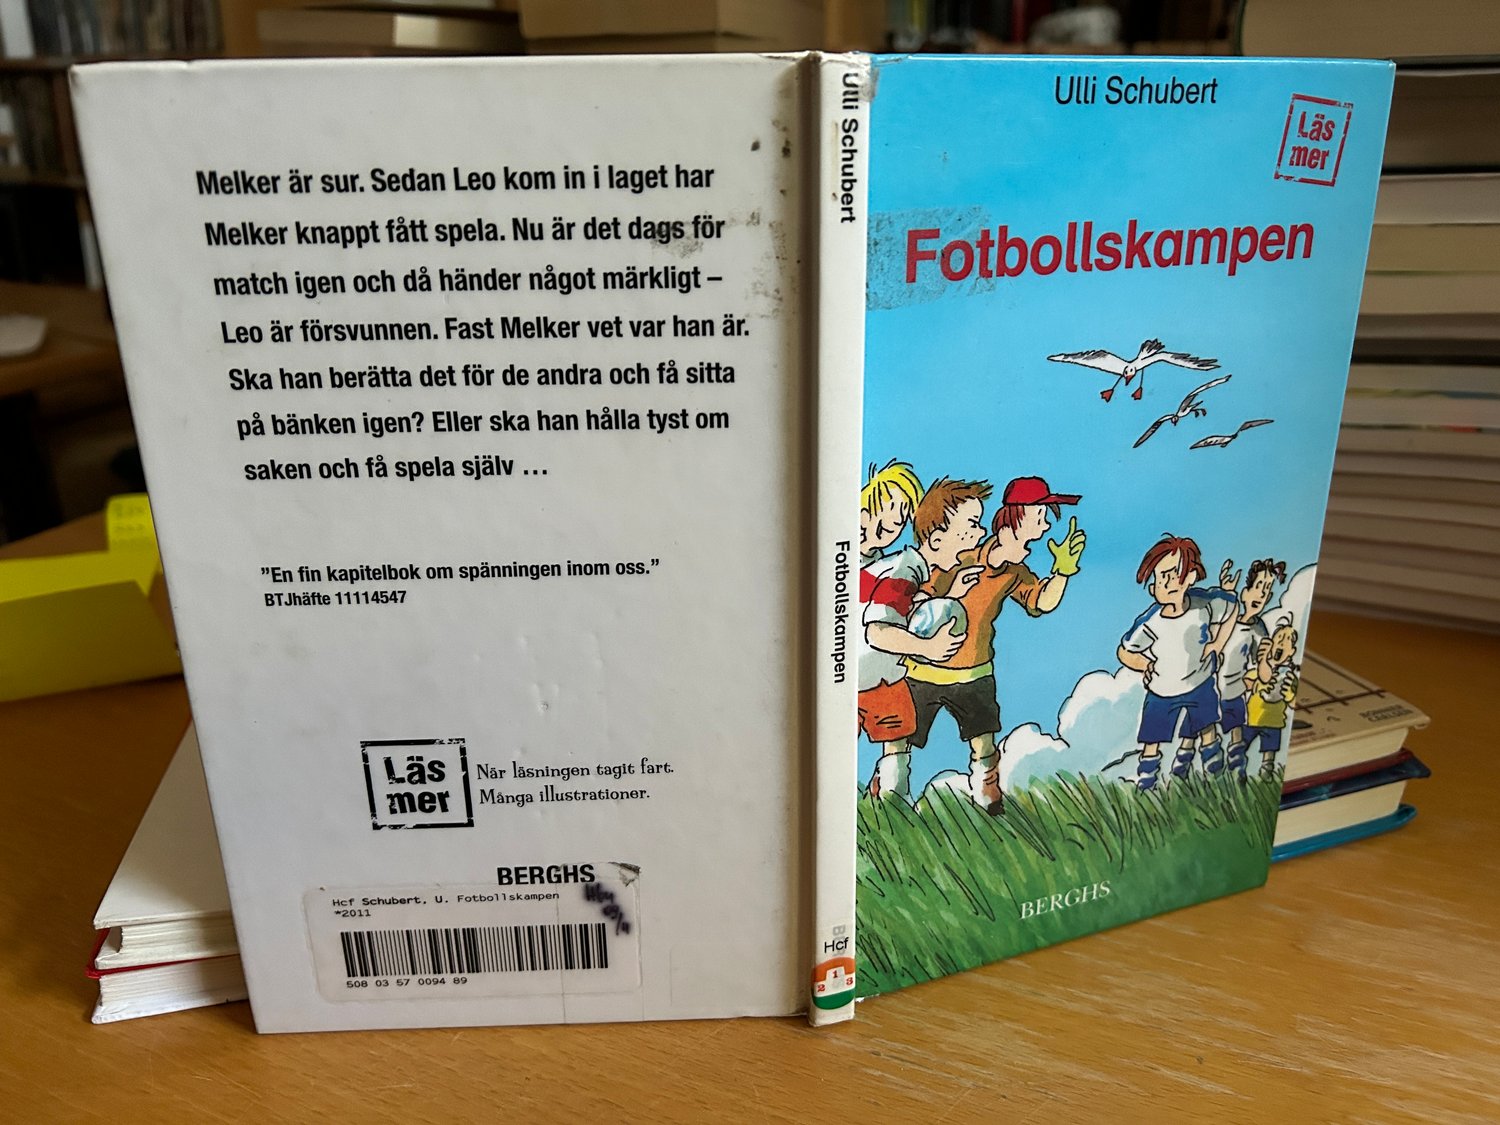 Melker är sur. Sedan Leo kom in i laget har
Melker knappt fått spela. Nu är det dags för
match igen och då händer något märkligt –
Leo är försvunnen. Fast Melker vet var han är.
Ska han berätta det för de andra och få sitta
på bänken igen? Eller ska han hålla tyst om
saken och få spela själv …
”En fin kapitelbok om spänningen inom oss.”
BTJhäfte 11114547
Läs
mer
När läsningen tagit fart.
Många illustrationer.
BERGHS
Hcf Schubert, U. Fotbollskampen
*2011
508 03 57 0094 89
Ulli Schubert
Fotbollskampen
Hcf
1
2 3
Ulli Schubert
Läs
mer
Fotbollskampen
BERGHS